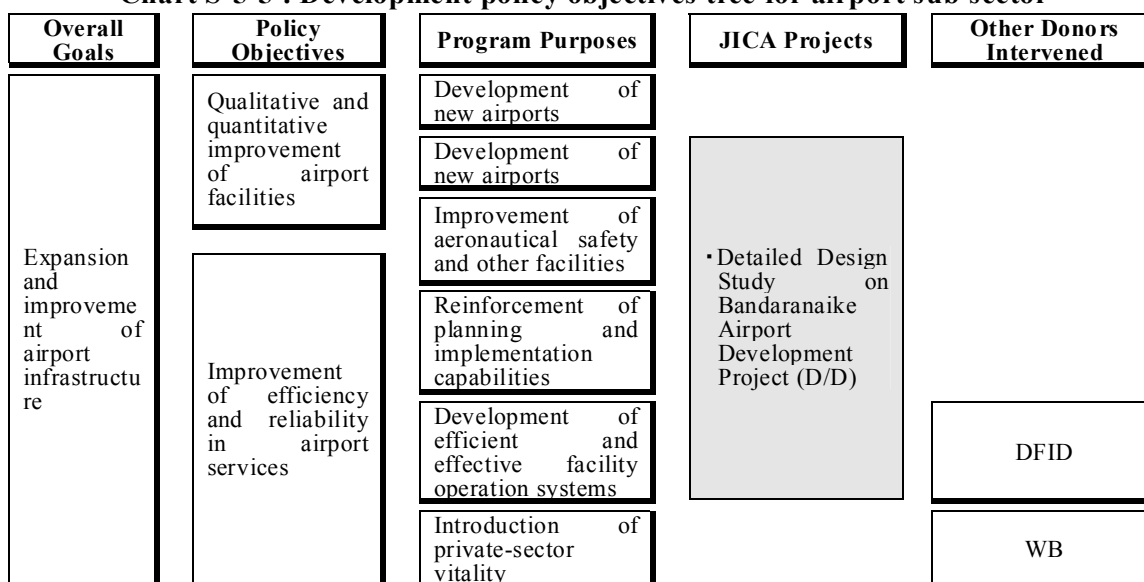 Chart S-3-3 : Development policy objectives tree for airport sub-sector
Overall
Goals
Policy
Objectives
Program Purposes
JICA Projects
Other Donors
Intervened
Expansion
and
improveme
nt of
airport
infrastructu
re
Qualitative and
quantitative
improvement
of airport
facilities
Improvement
of efficiency
and reliability
in airport
services
Development of
new airports
Development of
new airports
Improvement of
aeronautical safety
and other facilities
Reinforcement of
planning and
implementation
capabilities
Development of
efficient and
effective facility
operation systems
Introduction of
private-sector
vitality
・Detailed Design
Study on
Bandaranaike
Airport
Development
Project (D/D)
DFID
WB